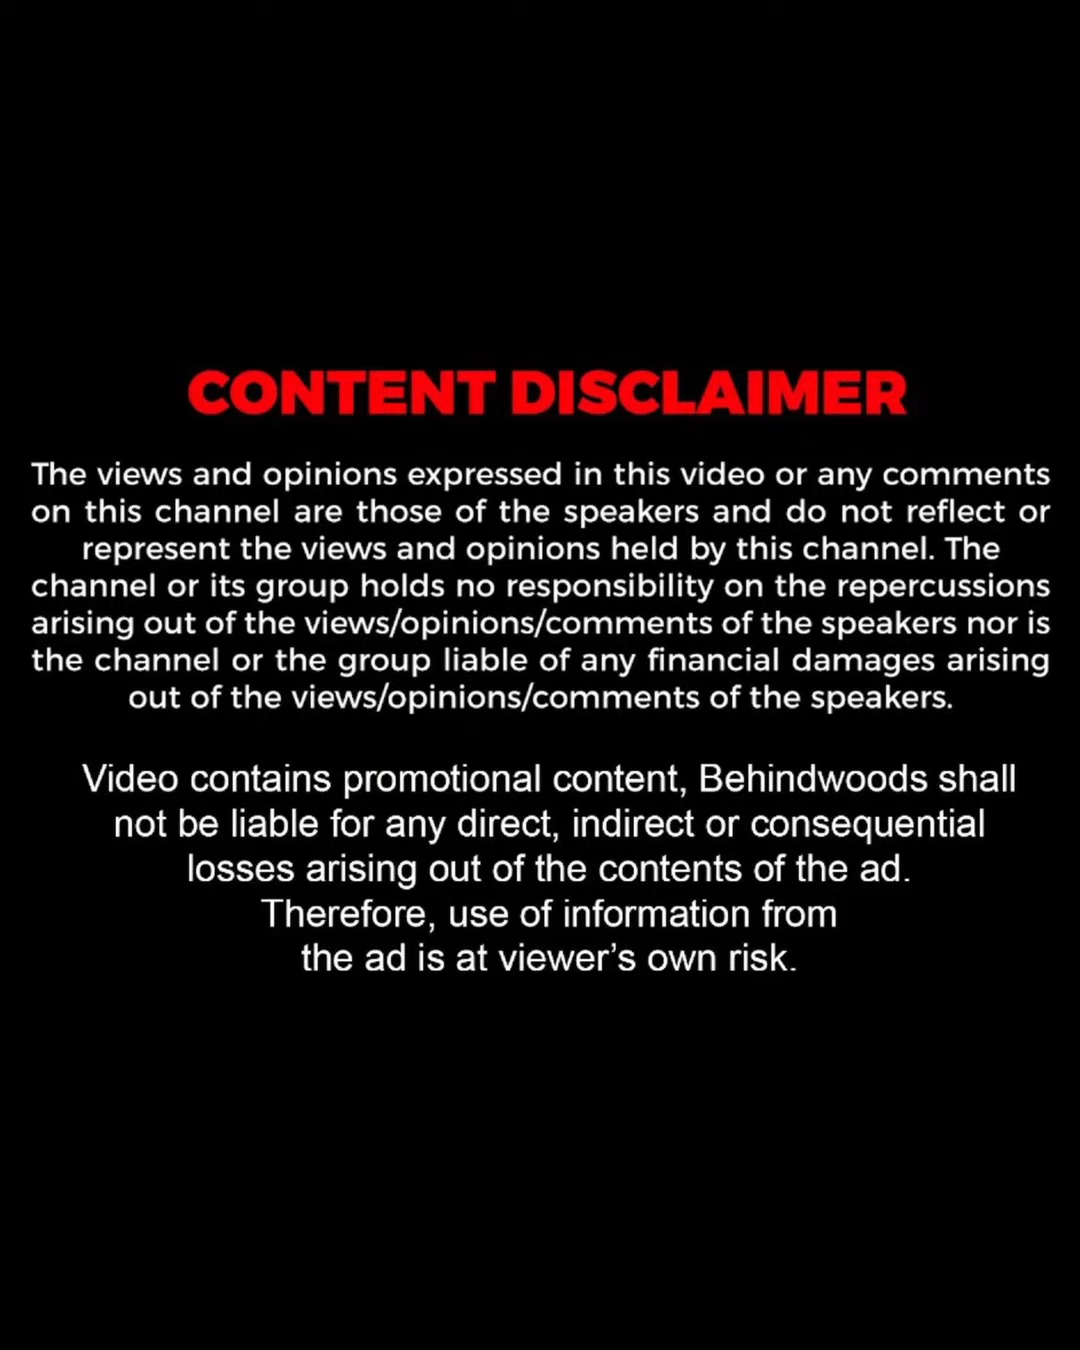 CONTENT DISCLAIMER
The views and opinions expressed in this video or any comments
on this channel are those of the speakers and do not reflect or
represent the views and opinions held by this channel. The
channel or its group holds no responsibility on the repercussions
arising out of the views/opinions/comments of the speakers nor is
the channel or the group liable of any financial damages arising
out of the views/opinions/comments of the speakers.
Video contains promotional content, Behindwoods shall
not be liable for any direct, indirect or consequential
losses arising out of the contents of the ad.
Therefore, use of information from
the ad is at viewer’s own risk.